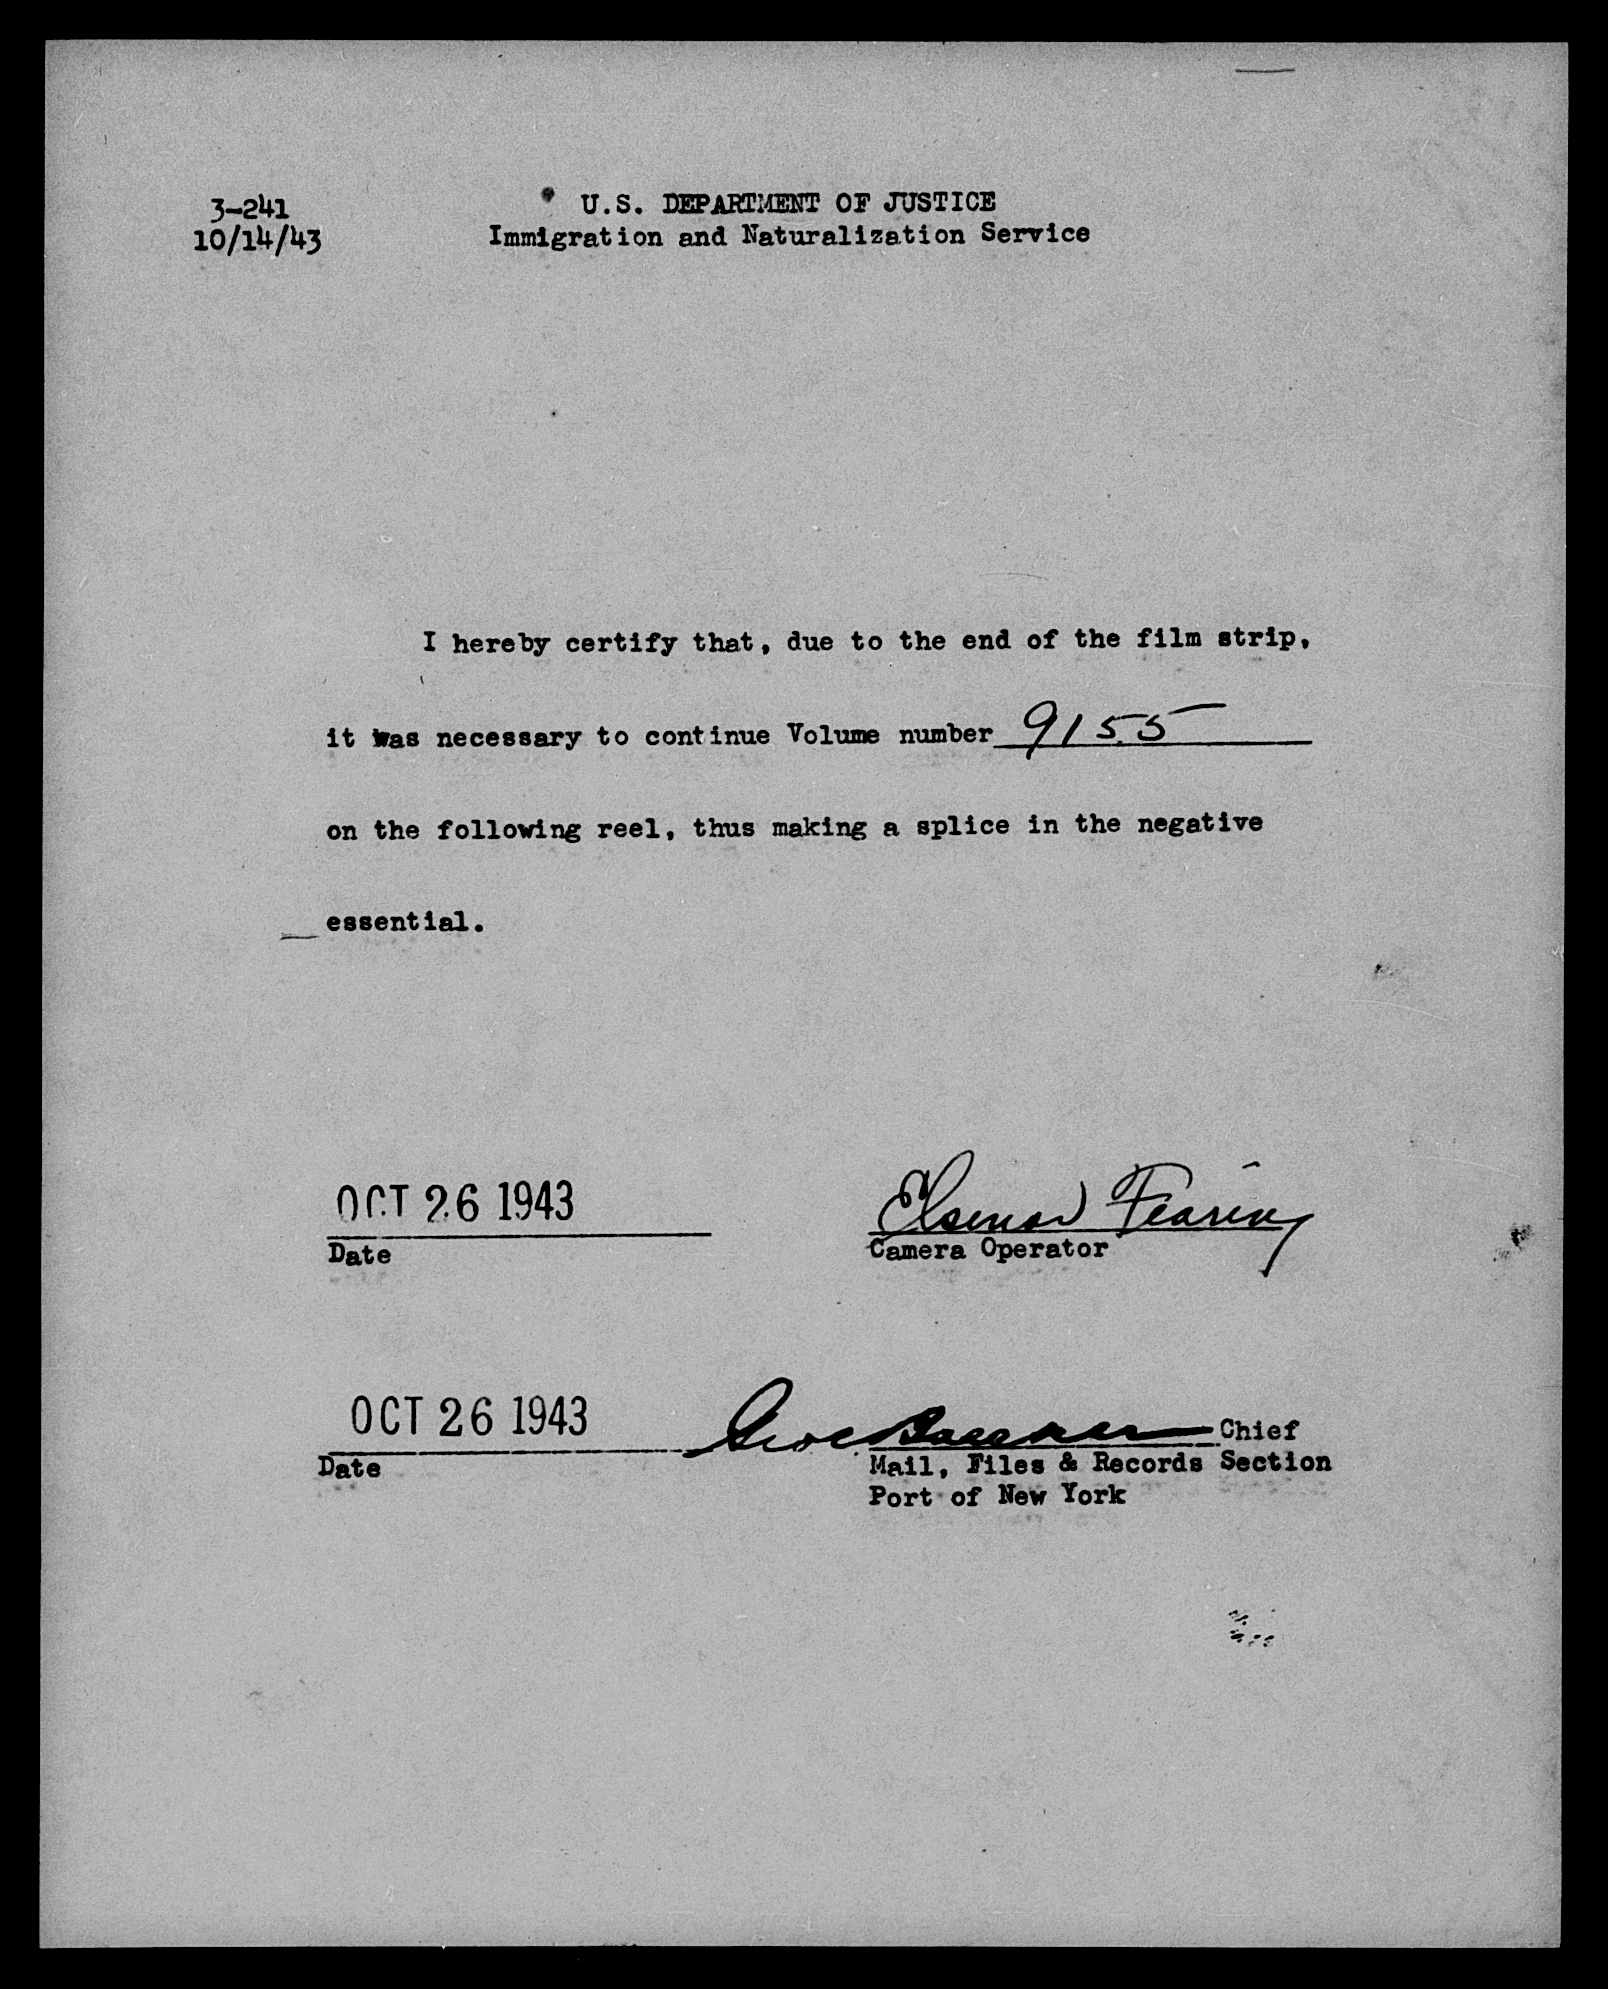 3-241
10/14/43
U.S. DEPARTMENT OF JUSTICE
Immigration and Naturalization Service
I hereby certify that, due to the end of the film strip,
it was necessary to continue Volume number 9155
on the following reel, thus making a splice in the negative
essential.
OCT 26 1943
Date
Fearing
Camera Operator
OCT 26 1943
Date
Chief
Mail, Files & Records Section
Port of New York